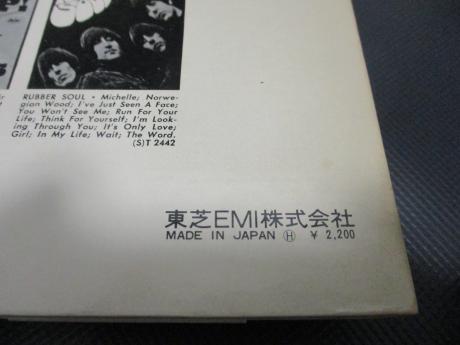 RUBBER SOUL • Michelle; Norwe-
gian Wood; I've Just Seen A Face;
You Won't See Me; Run For Your
Life; Think For Yourself; I'm Look-
ing Through You; It's Only Love;
Girl; In My Life; Wait; The Word.
(S)T 2442
東芝EMI株式会社
MADE IN JAPAN Ⓗ ¥ 2,200